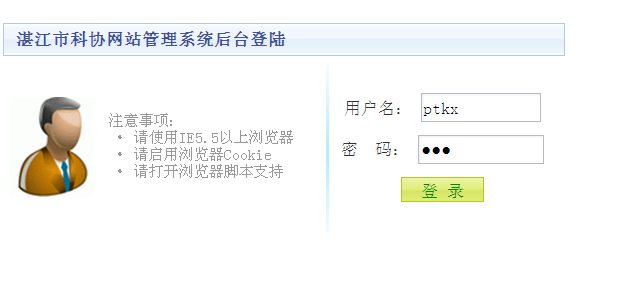 湛江市科协网站管理系统后台登陆
注意事项:
· 请使用IE5.5以上浏览器
· 请启用浏览器Cookie
· 请打开浏览器脚本支持
用户名: ptkx
密 码: ●●●
登 录